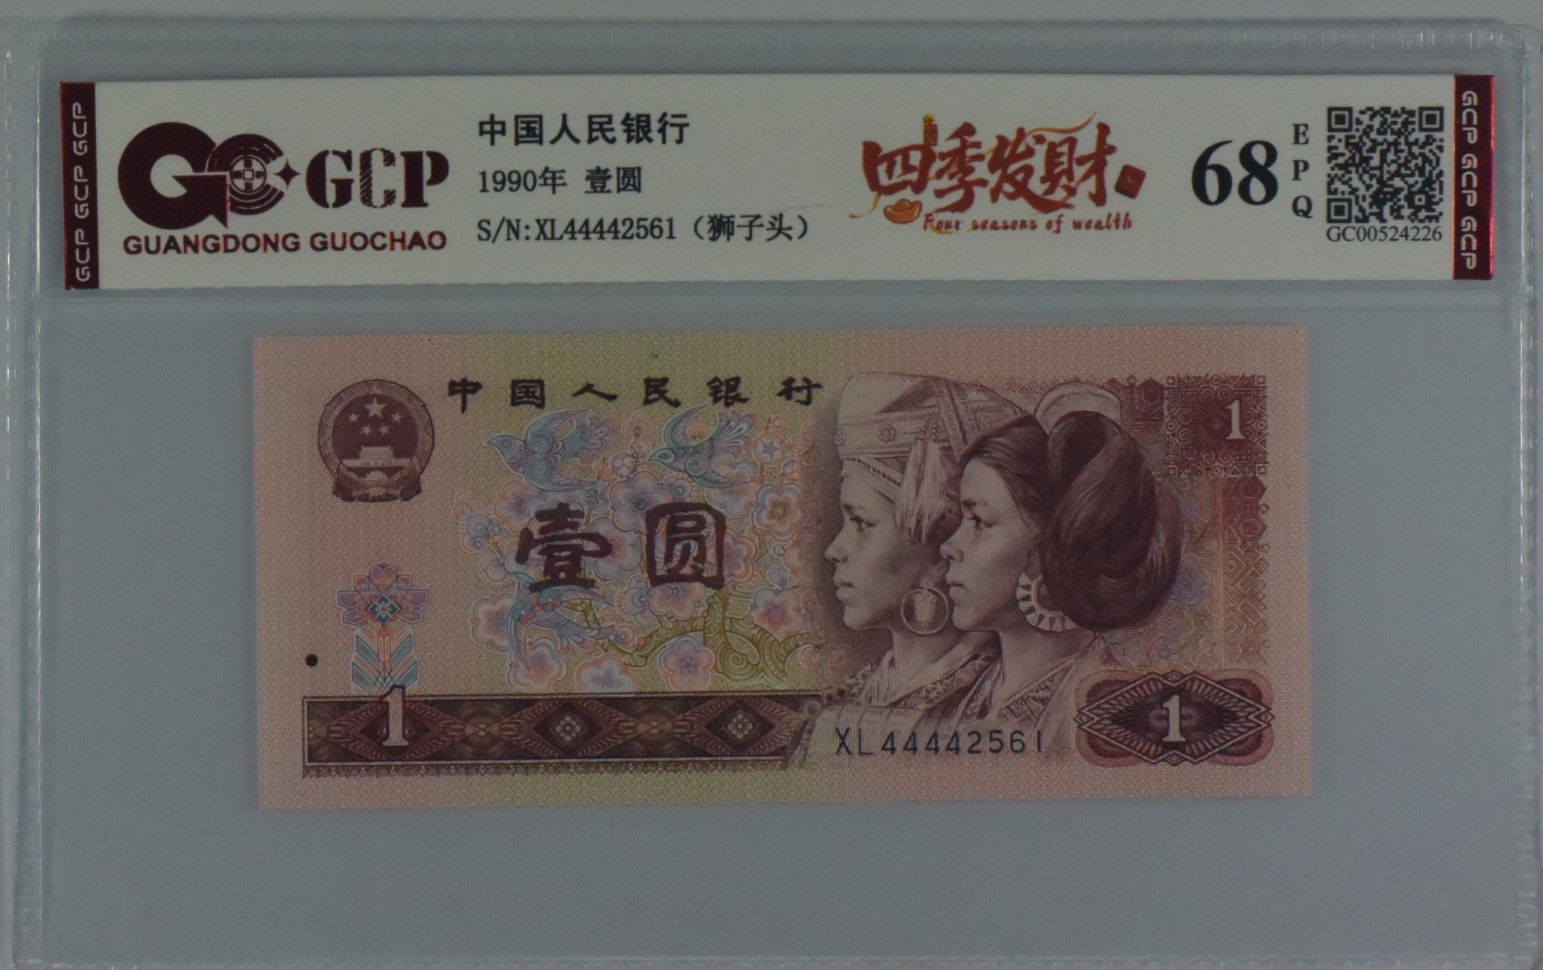 GCP GCP GCP
GCP
GUANGDONG GUOCHAO
中国人民银行
1990年 壹圆
S/N:XL44442561（狮子头）
四季发财
Four seasons of wealth
68
EPQ
GC00524226
GCP GCP GCP
中国人民银行
1
壹圆
1
XL44442561
1